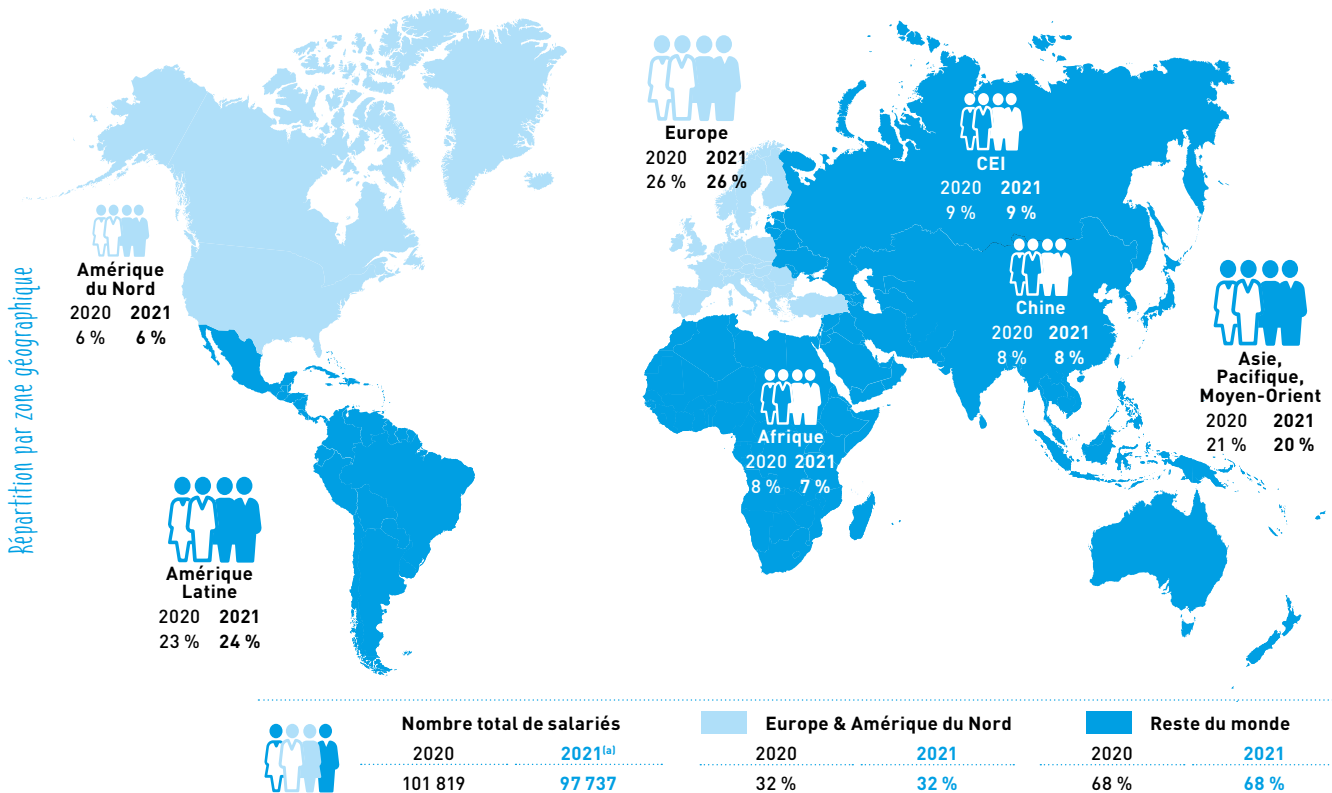 Répartition par zone géographique
Europe
2020 2021
26 % 26 %
CEI
2020 2021
9 % 9 %
Amérique
du Nord
2020 2021
6 % 6 %
Chine
2020 2021
8 % 8 %
Asie,
Pacifique,
Moyen-Orient
2020 2021
21 % 20 %
Afrique
2020 2021
8 % 7 %
Amérique
Latine
2020 2021
23 % 24 %
Nombre total de salariés
2020 2021(a)
101 819 97 737
Europe & Amérique du Nord
2020 2021
32 % 32 %
Reste du monde
2020 2021
68 % 68 %